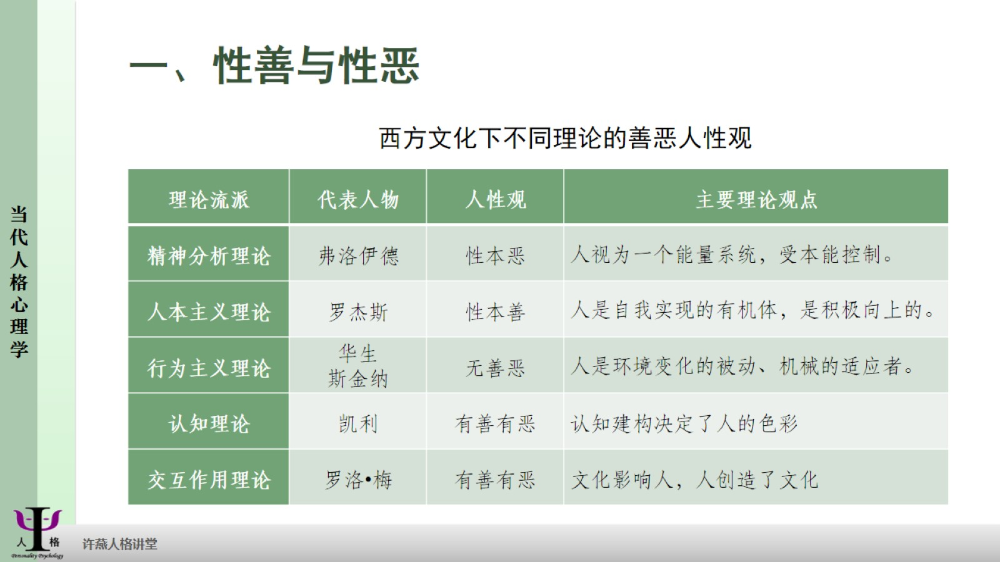 一、性善与性恶
西方文化下不同理论的善恶人性观
理论流派 代表人物 人性观 主要理论观点
精神分析理论 弗洛伊德 性本恶 人视为一个能量系统，受本能控制。
人本主义理论 罗杰斯 性本善 人是自我实现的有机体，是积极向上的。
行为主义理论 华生 斯金纳 无善恶 人是环境变化的被动、机械的适应者。
认知理论 凯利 有善有恶 认知建构决定了人的色彩
交互作用理论 罗洛•梅 有善有恶 文化影响人，人创造了文化
当代人格心理学
人格
Personality Psychology
许燕人格讲堂